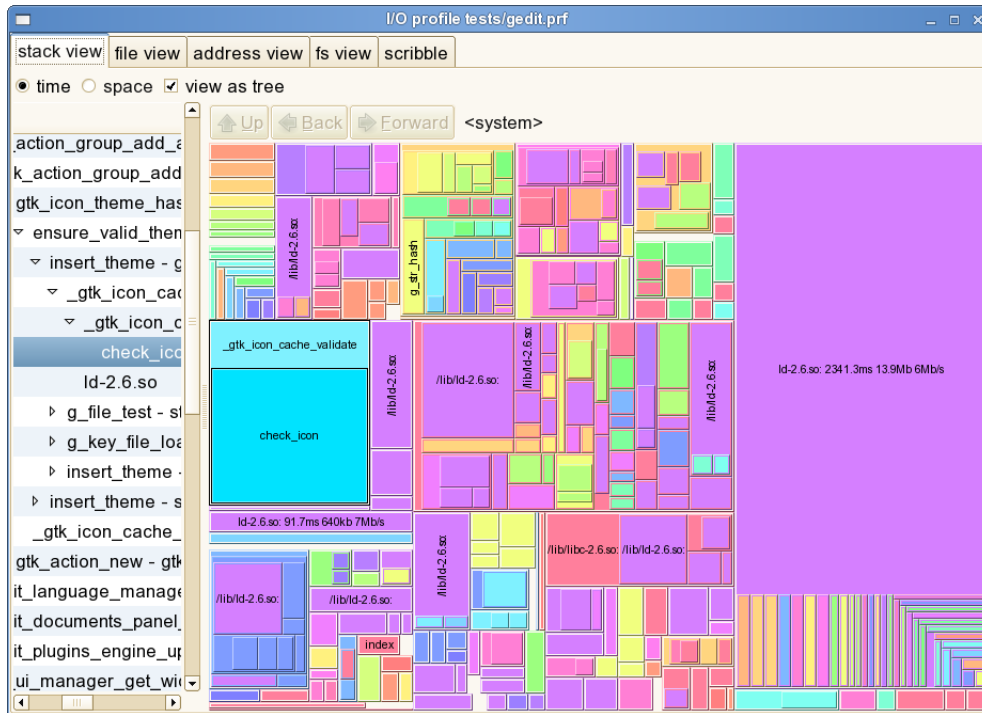 I/O profile tests/gedit.prf
stack view file view address view fs view scribble
time space view as tree
Up Back Forward <system>
_action_group_add_a
k_action_group_add
gtk_icon_theme_has
ensure_valid_them
insert_theme - g
_gtk_icon_cac
_gtk_icon_c
check_ico
ld-2.6.so
g_file_test - st
g_key_file_loa
insert_theme -
insert_theme - s
_gtk_icon_cache_
gtk_action_new - gtk
it_language_manage
it_documents_panel_
it_plugins_engine_up
_ui_manager_get_wid
/lib/ld-2.6.so:
g_str_hash
_gtk_icon_cache_validate
check_icon
/lib/ld-2.6.so:
/lib/ld-2.6.so:
/lib/ld-2.6.so:
/lib/ld-2.6.so:
ld-2.6.so: 2341.3ms 13.9Mb 6Mb/s
ld-2.6.so: 91.7ms 640kb 7Mb/s
/lib/ld-2.6.so:
/lib/ld-2.6.so:
index
/lib/ld-2.6.so:
/lib/libc-2.6.so:
/lib/ld-2.6.so: